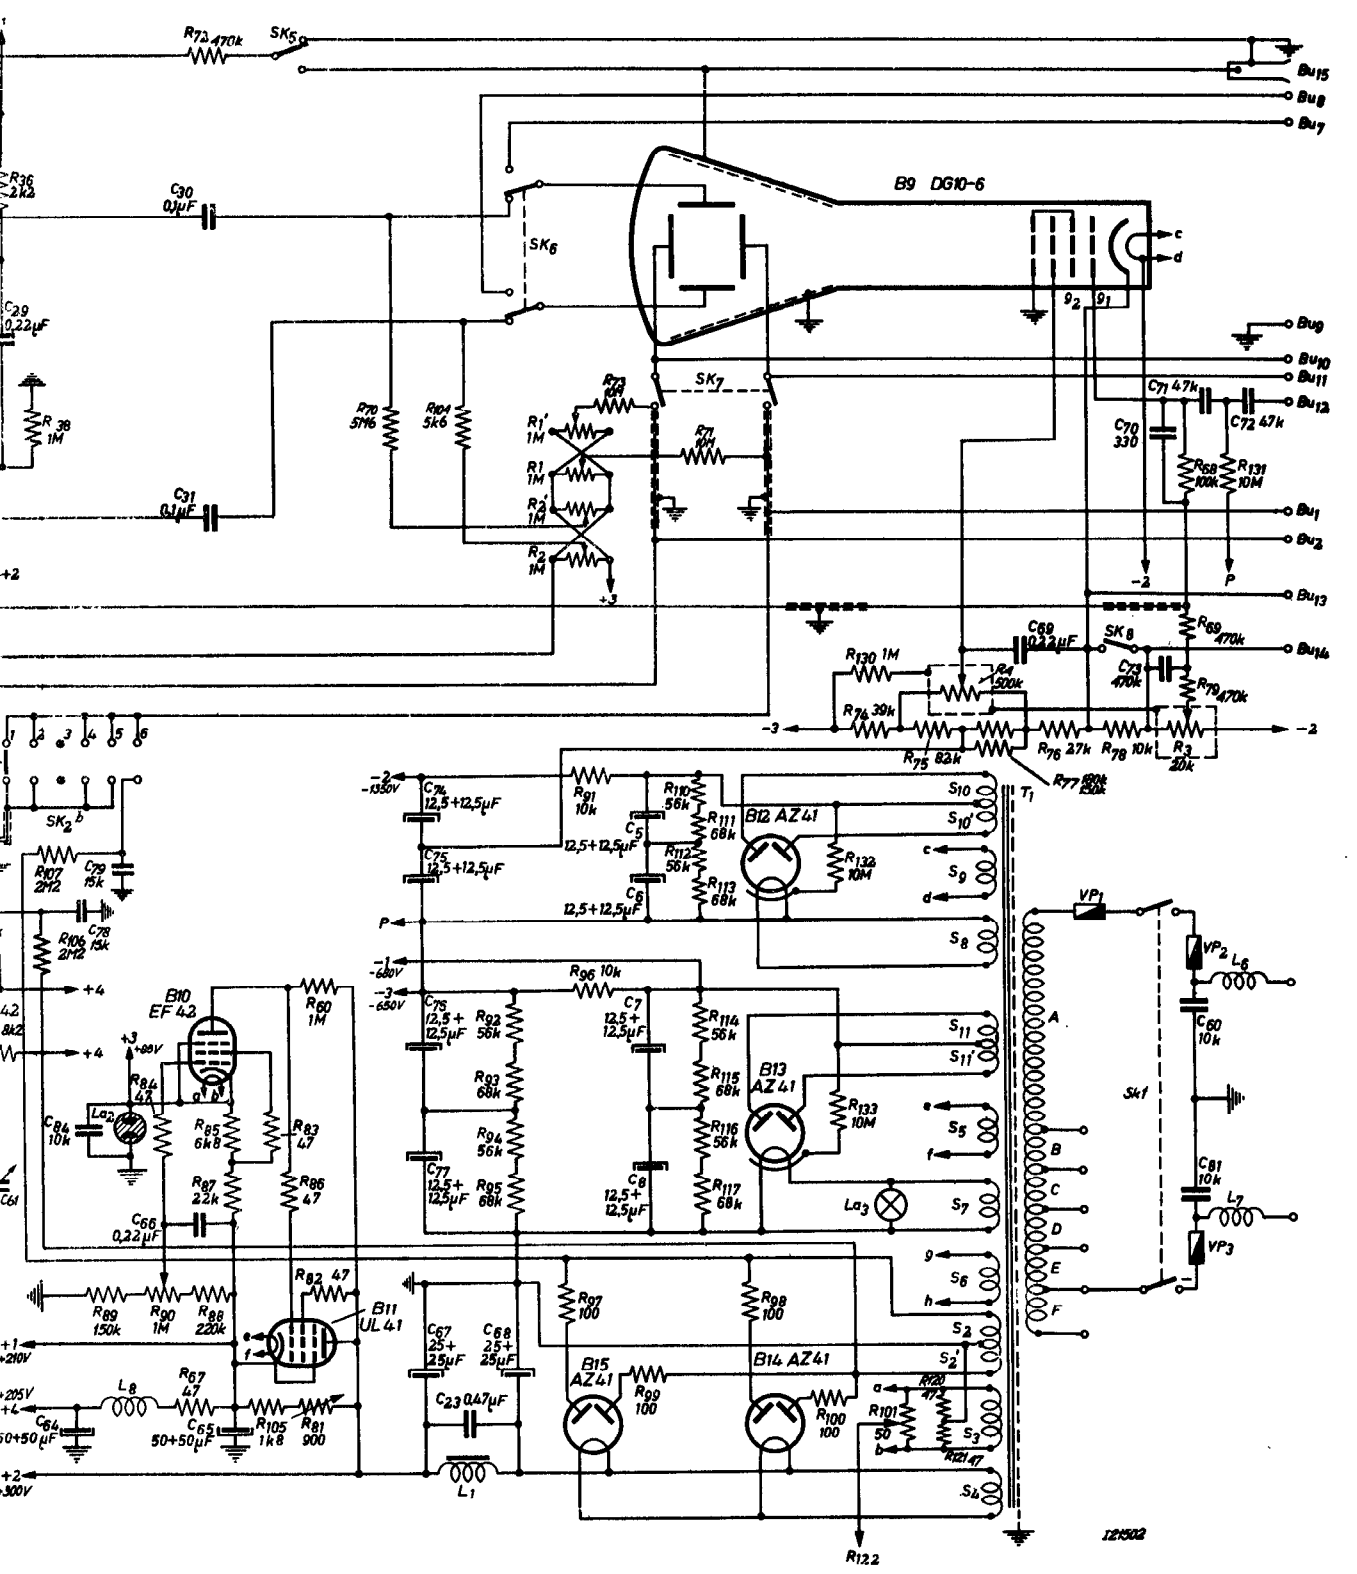 R72 470k
SK5
Bu15
Bu8
Bu7
R36
2k2
C30
0,1µF
B9 DG10-6
SK6
c
d
g2
g1
C29
0,22µF
Bu9
Bu10
Bu11
Bu12
R73
10M
SK7
C71 47k
C72 47k
R38
1M
R70
5M6
R104
5k6
R1'
1M
R71
10M
C70
330
R1
1M
R68
100k
R131
10M
C31
0,1µF
R2'
1M
Bu1
Bu2
R2
1M
+2
+3
-2
P
Bu13
C69
0,22µF
SK8
R69
470k
Bu14
R130 1M
R4
500k
C73
470k
R79
470k
1
2
3
4
5
6
-3
R74 39k
R75 82k
R76 27k
R78 10k
R3
20k
-2
R77
150k
SK2 b
-2
-1350V
C74
12,5+12,5µF
R91
10k
R110
56k
R111
68k
B12 AZ41
S10
S10'
T1
C5
12,5+12,5µF
C75
12,5+12,5µF
R112
56k
R113
68k
R132
10M
c
S9
d
R107
2M2
C79
15k
C6
12,5+12,5µF
P
S8
VP1
R106
2M2
C78
15k
VP2
L6
-1
-680V
-3
-650V
R96 10k
+4
B10
EF 42
R60
1M
C76
12,5+
12,5µF
R92
56k
C7
12,5+
12,5µF
R114
56k
S11
S11'
A
C60
10k
42
8k2
+4
+3
+85V
R84
47
a
b
R93
68k
R115
68k
B13
AZ41
Sk1
La2
C84
10k
R85
6k8
R83
47
R94
56k
R116
56k
R133
10M
e
S5
f
B
C61
R87
22k
R86
47
C77
12,5+
12,5µF
R95
68k
C8
12,5+
12,5µF
R117
68k
La3
S7
C
C81
10k
L7
C66
0,22µF
D
VP3
R82 47
g
S6
h
E
R89
150k
R90
1M
R88
220k
B11
UL41
R97
100
R98
100
F
+1
+210V
e
f
C67
25+
25µF
C68
25+
25µF
S2
S2'
B15
AZ41
B14 AZ41
+205V
+4
L8
R67
47
R99
100
R100
100
a
R120
47
C23 0,47µF
R101
50
S3
C64
50+50µF
C65
50+50µF
R105
1k8
R81
900
b
R121 47
+2
+300V
L1
S4
R122
I21502